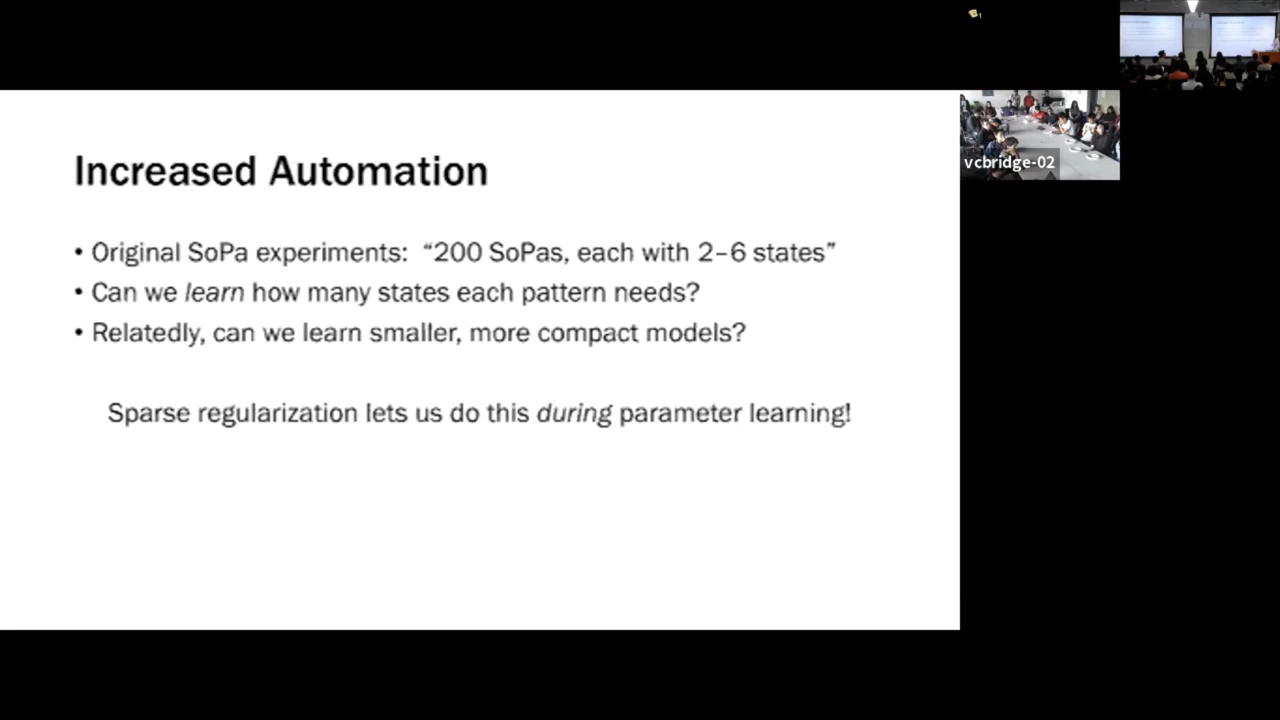 Increased Automation
• Original SoPa experiments: “200 SoPas, each with 2–6 states”
• Can we learn how many states each pattern needs?
• Relatedly, can we learn smaller, more compact models?
Sparse regularization lets us do this during parameter learning!
vcbridge-02